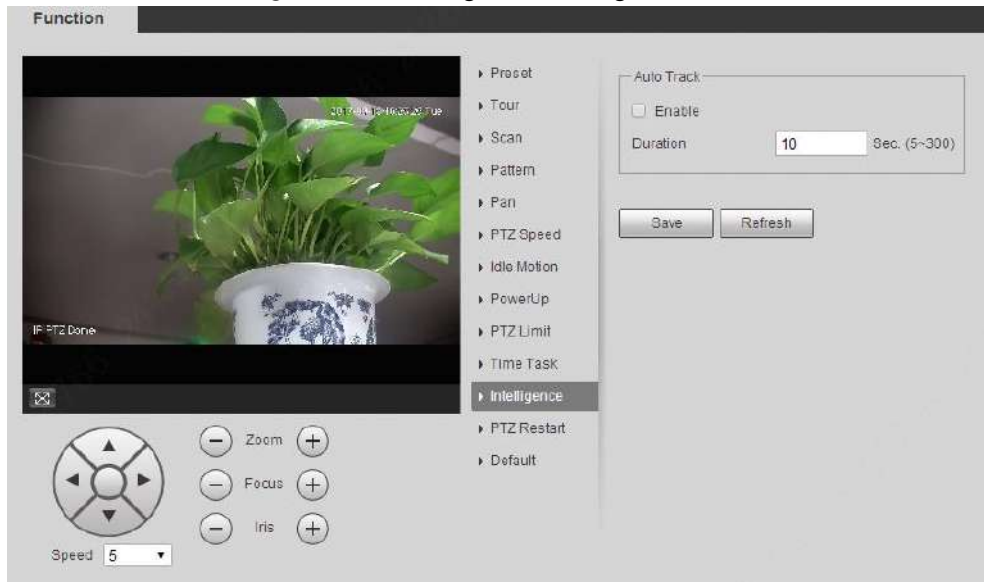 Function
IP PTZ Dome
Preset
Tour
Scan
Pattern
Pan
PTZ Speed
Idle Motion
PowerUp
PTZ Limit
Time Task
Intelligence
PTZ Restart
Default
Auto Track
Enable
Duration 10 Sec. (5~300)
Save Refresh
Zoom
Focus
Iris
Speed 5